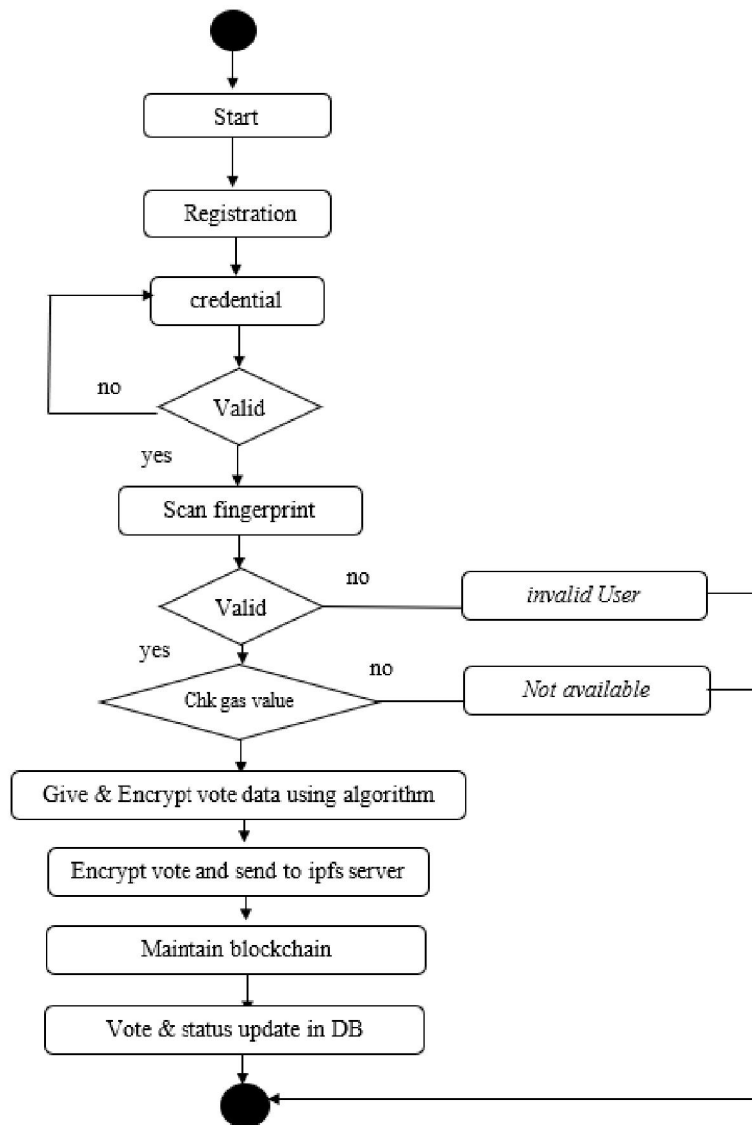 Start
Registration
credential
no
Valid
yes
Scan fingerprint
no
invalid User
Valid
yes
no
Not available
Chk gas value
Give & Encrypt vote data using algorithm
Encrypt vote and send to ipfs server
Maintain blockchain
Vote & status update in DB